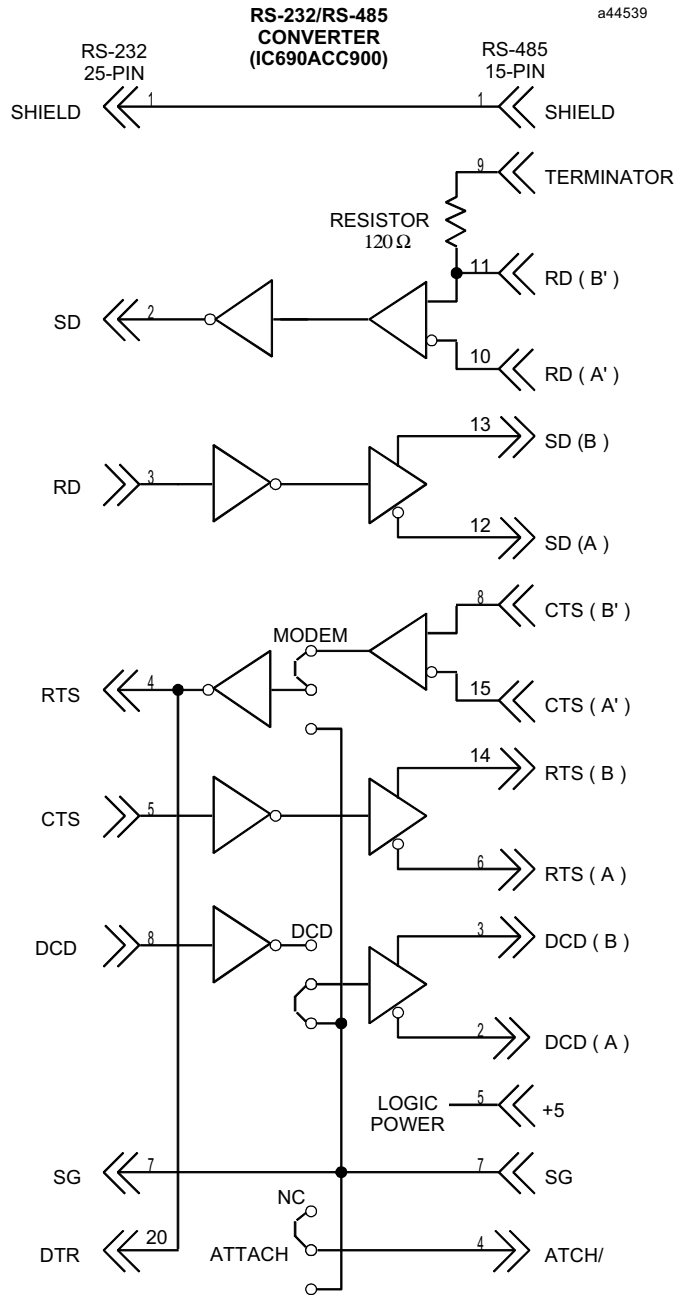 RS-232/RS-485
CONVERTER
(IC690ACC900)
a44539
RS-232
25-PIN
RS-485
15-PIN
SHIELD 1 1 SHIELD
9 TERMINATOR
RESISTOR
120 Ω
11 RD ( B' )
SD 2
10 RD ( A' )
13 SD (B )
RD 3
12 SD (A )
8 CTS ( B' )
MODEM
RTS 4
15 CTS ( A' )
14 RTS ( B )
CTS 5
6 RTS ( A )
DCD 8 DCD 3 DCD ( B )
2 DCD ( A )
LOGIC
POWER
5 +5
SG 7 7 SG
NC
DTR 20 ATTACH 4 ATCH/